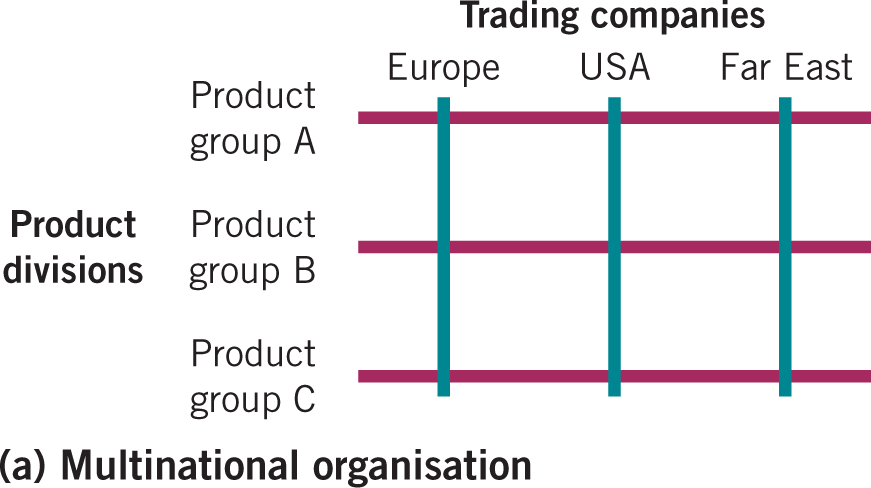 Trading companies
Europe
USA
Far East
Product
group A
Product
divisions
Product
group B
Product
group C
(a) Multinational organisation